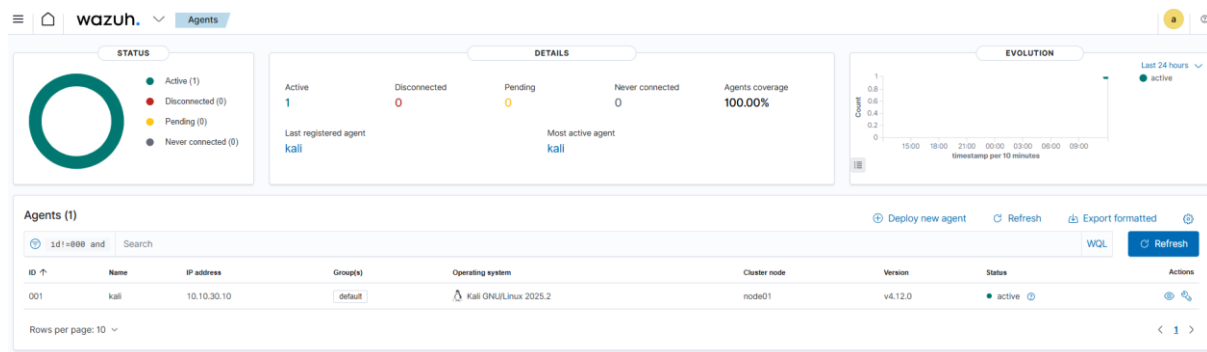 wazuh. Agents a
STATUS
Active (1)
Disconnected (0)
Pending (0)
Never connected (0)
DETAILS
Active Disconnected Pending Never connected Agents coverage
1 0 0 0 100.00%
Last registered agent Most active agent
kali kali
EVOLUTION
Last 24 hours
active
Count
1
0.8
0.6
0.4
0.2
0
15:00 18:00 21:00 00:00 03:00 06:00 09:00
timestamp per 10 minutes
Agents (1) Deploy new agent Refresh Export formatted
id!=000 and Search WQL Refresh
ID Name IP address Group(s) Operating system Cluster node Version Status Actions
001 kali 10.10.30.10 default Kali GNU/Linux 2025.2 node01 v4.12.0 active
Rows per page: 10 < 1 >